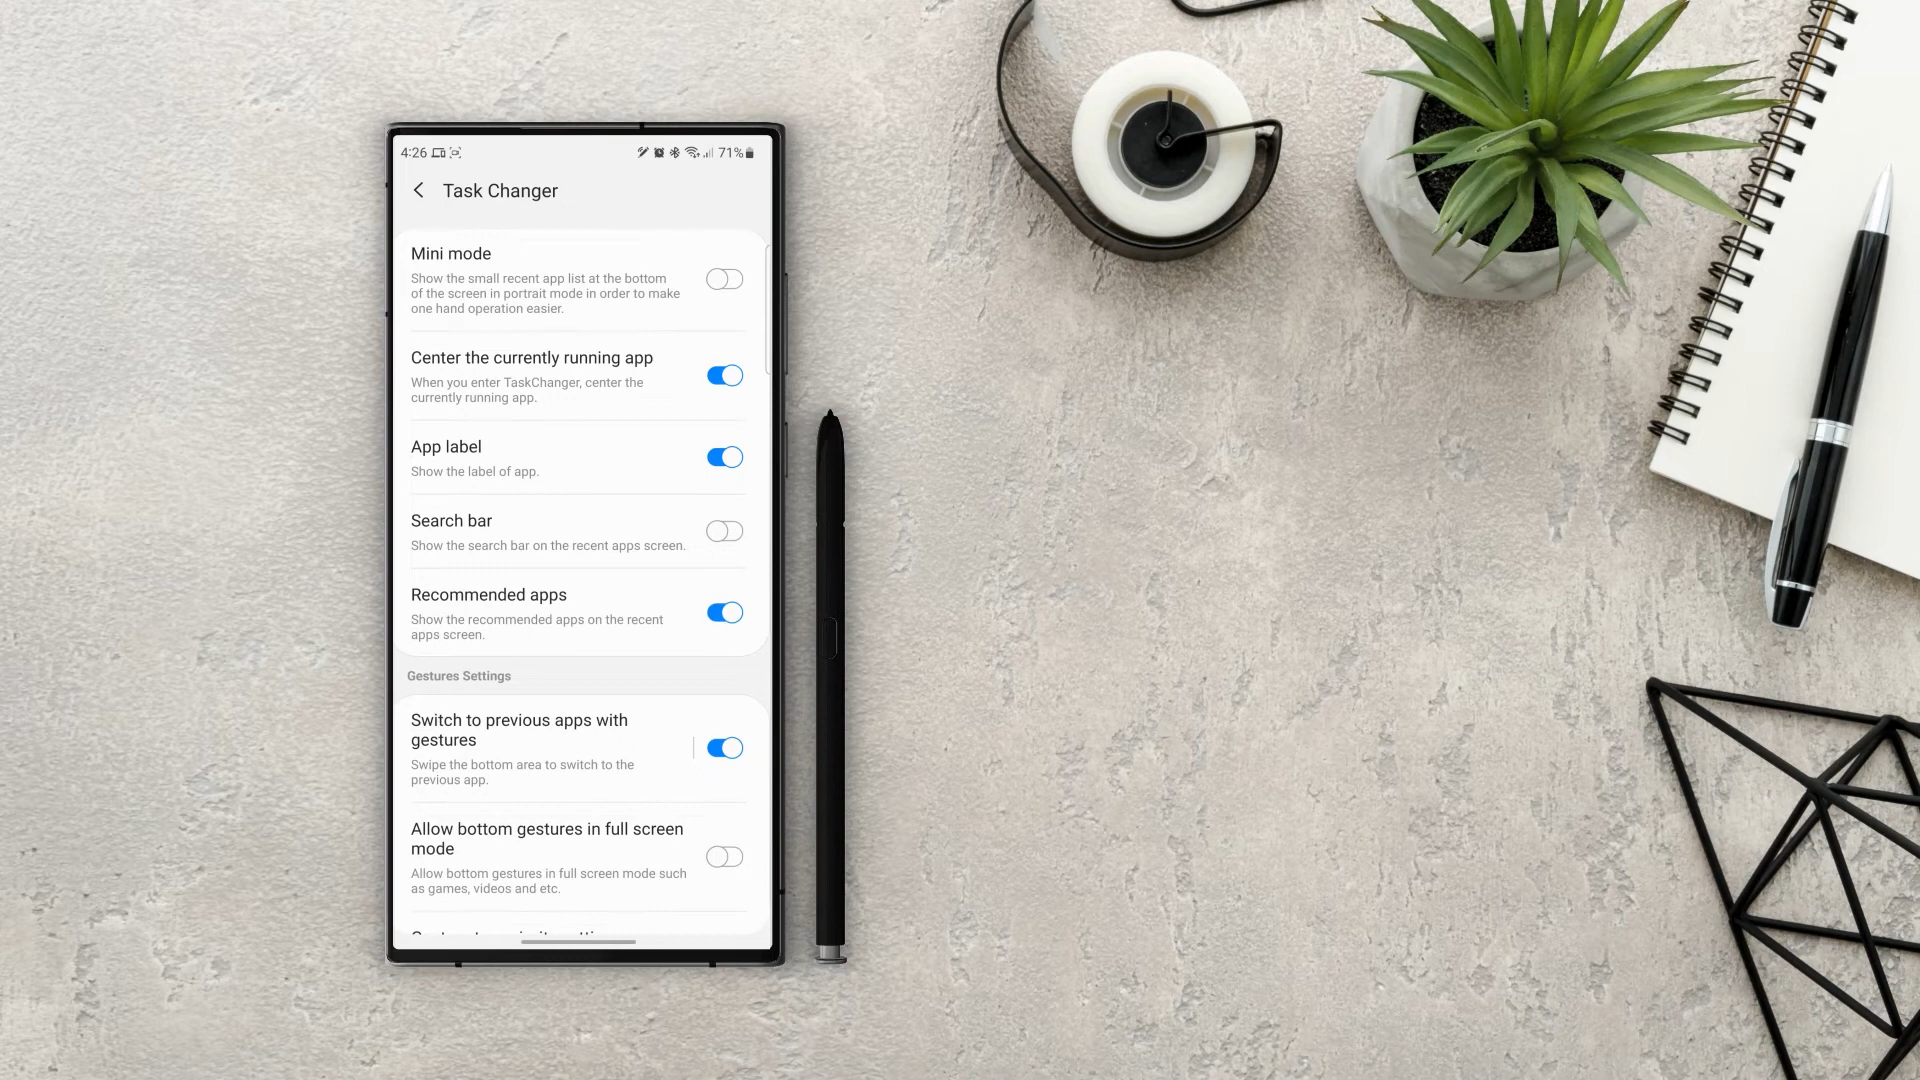 4:26
71%
Task Changer
Mini mode
Show the small recent app list at the bottom
of the screen in portrait mode in order to make
one hand operation easier.
Center the currently running app
When you enter TaskChanger, center the
currently running app.
App label
Show the label of app.
Search bar
Show the search bar on the recent apps screen.
Recommended apps
Show the recommended apps on the recent
apps screen.
Gestures Settings
Switch to previous apps with
gestures
Swipe the bottom area to switch to the
previous app.
Allow bottom gestures in full screen
mode
Allow bottom gestures in full screen mode such
as games, videos and etc.